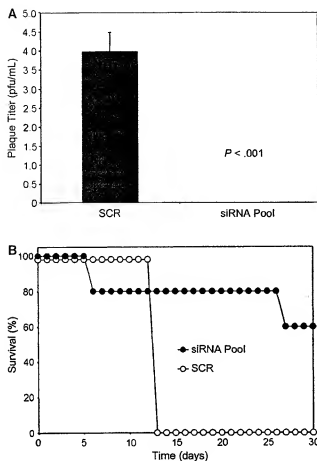 A
Plaque Titer (pfu/mL)
5.0
4.5
4.0
3.5
3.0
2.5
2.0
1.5
1.0
0.5
0
P < .001
SCR siRNA Pool
B
Survival (%)
100
80
60
40
20
0
siRNA Pool
SCR
0 5 10 15 20 25 30
Time (days)